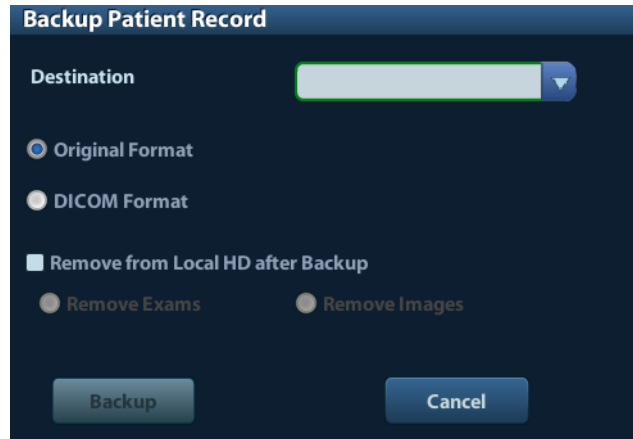 Backup Patient Record
Destination
Original Format
DICOM Format
Remove from Local HD after Backup
Remove Exams Remove Images
Backup Cancel